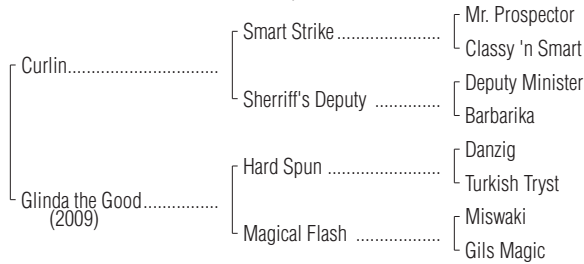 Mr. Prospector
Smart Strike ..................
Classy 'n Smart
Curlin................................
Deputy Minister
Sherriff's Deputy ..............
Barbarika
Danzig
Hard Spun .....................
Turkish Tryst
Glinda the Good................
(2009)
Miswaki
Magical Flash .................
Gils Magic